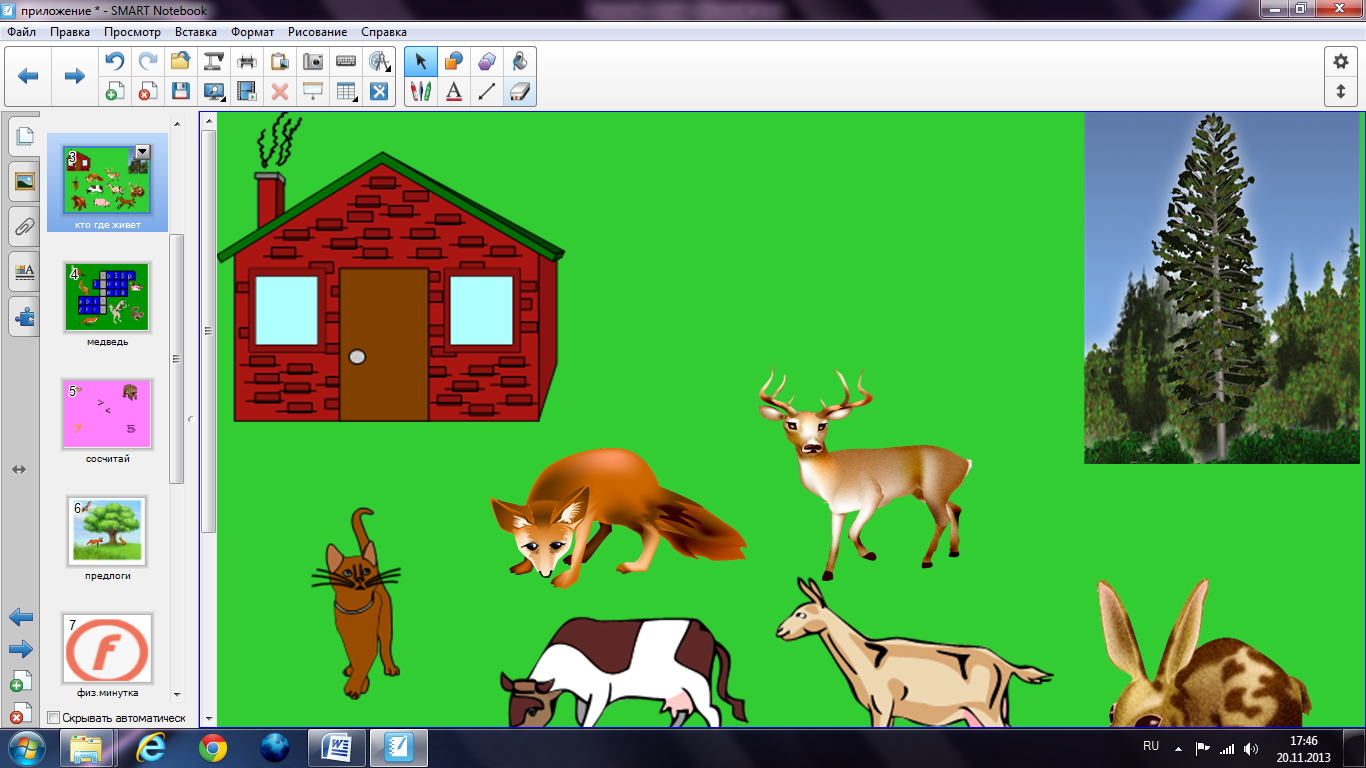 приложение * - SMART Notebook
Файл Правка Просмотр Вставка Формат Рисование Справка
3
кто где живет
4
медведь
5
> <
7 5
сосчитай
6
предлоги
7
f
физ.минутка
Скрывать автоматическ
RU
17:46
20.11.2013